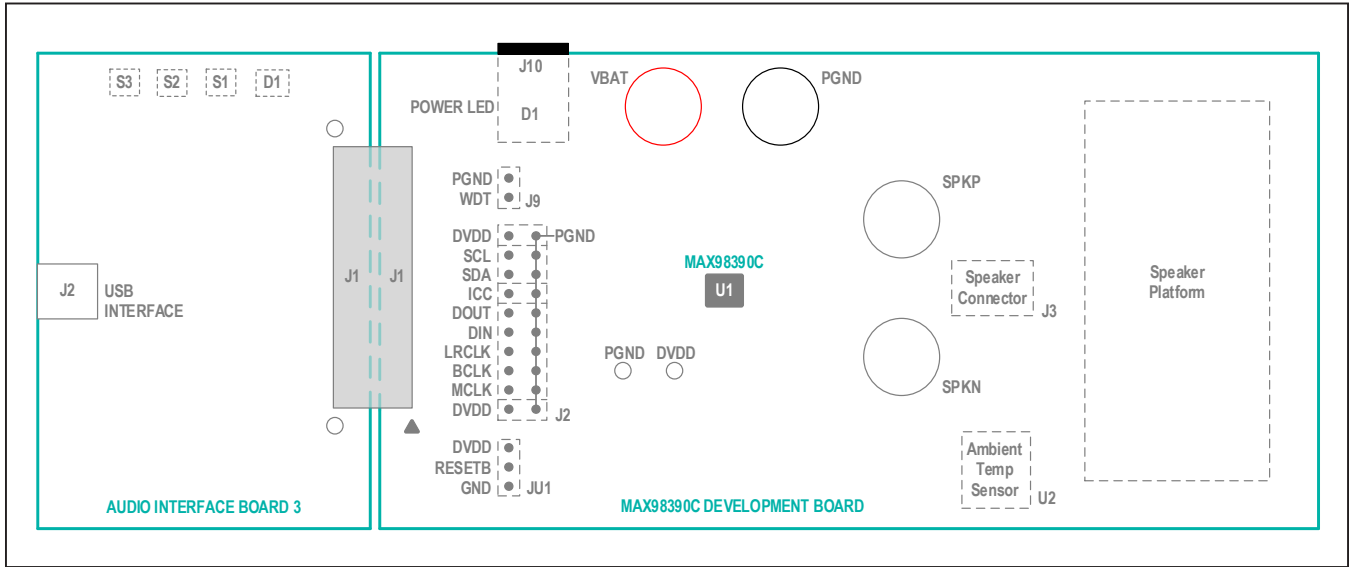 S3 S2 S1 D1
J1 J1
J2 USB
INTERFACE
AUDIO INTERFACE BOARD 3
J10
POWER LED D1
VBAT
PGND
PGND
WDT
J9
DVDD PGND
SCL
SDA
ICC
DOUT
DIN
LRCLK
BCLK
MCLK
DVDD
J2
DVDD
RESETB
GND
JU1
MAX98390C
U1
PGND DVDD
SPKP
Speaker
Connector
J3
SPKN
Ambient
Temp
Sensor
U2
Speaker
Platform
MAX98390C DEVELOPMENT BOARD